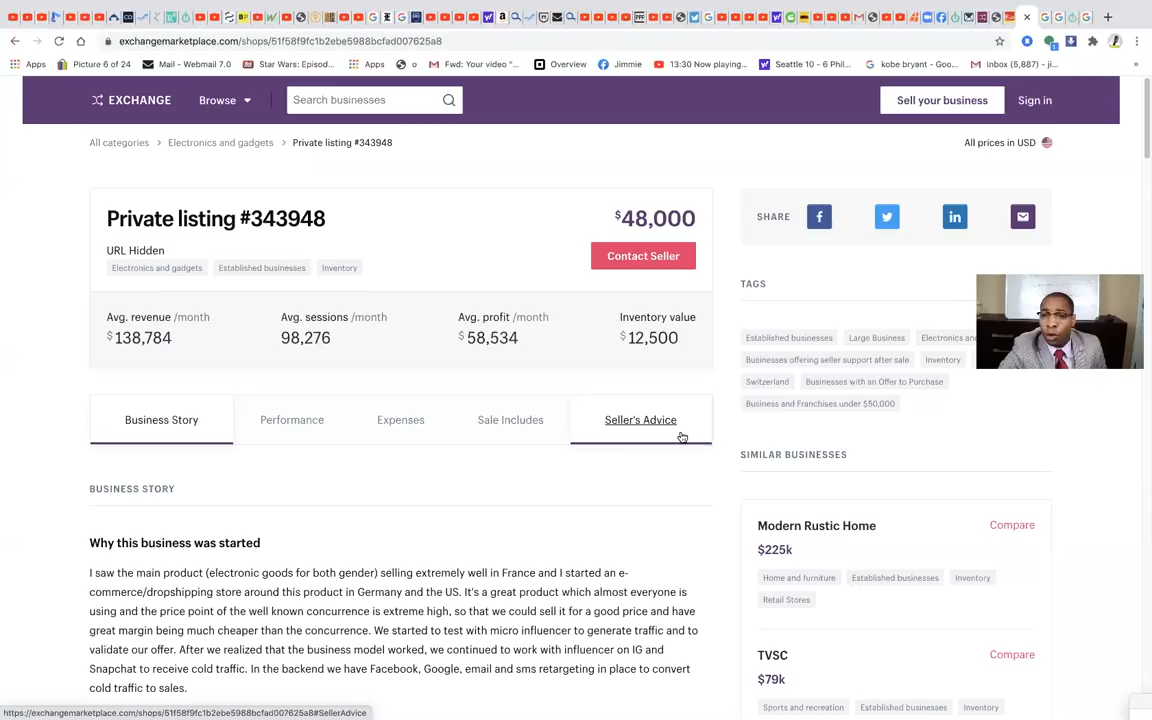 exchangemarketplace.com/shops/51f58f9fc1b2ebe5988bcfad007625a8
Apps
Picture 6 of 24
Mail - Webmail 7.0
Star Wars: Episod...
Apps
o
Fwd: Your video "...
Overview
Jimmie
13:30 Now playing...
Seattle 10 - 6 Phil...
kobe bryant - Goo...
Inbox (5,887) - ji...
»
EXCHANGE
Browse
Search businesses
Sell your business
Sign in
All categories > Electronics and gadgets > Private listing #343948
All prices in USD
Private listing #343948
$48,000
URL Hidden
Contact Seller
Electronics and gadgets
Established businesses
Inventory
Avg. revenue /month
Avg. sessions /month
Avg. profit /month
Inventory value
$138,784
98,276
$58,534
$12,500
Business Story
Performance
Expenses
Sale Includes
Seller's Advice
BUSINESS STORY
Why this business was started
I saw the main product (electronic goods for both gender) selling extremely well in France and I started an e-
commerce/dropshipping store around this product in Germany and the US. It's a great product which almost everyone is
using and the price point of the well known concurrence is extreme high, so that we could sell it for a good price and have
great margin being much cheaper than the concurrence. We started to test with micro influencer to generate traffic and to
validate our offer. After we realized that the business model worked, we continued to work with influencer on IG and
Snapchat to receive cold traffic. In the backend we have Facebook, Google, email and sms retargeting in place to convert
cold traffic to sales.
SHARE
TAGS
Established businesses
Large Business
Electronics and
Businesses offering seller support after sale
Inventory
Switzerland
Businesses with an Offer to Purchase
Business and Franchises under $50,000
SIMILAR BUSINESSES
Modern Rustic Home
Compare
$225k
Home and furniture
Established businesses
Inventory
Retail Stores
TVSC
Compare
$79k
Sports and recreation
Established businesses
Inventory
https://exchangemarketplace.com/shops/51f58f9fc1b2ebe5988bcfad007625a8#SellerAdvice